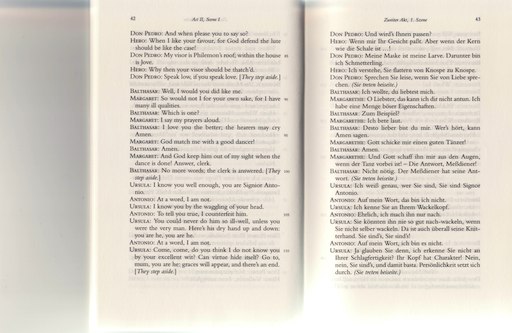 42
Act II, Scene I
DON PEDRO: And when please you to say so?
HERO: When I like your favour, for God defend the lute
should be like the case!
DON PEDRO: My visor is Philemon's roof; within the house
is Jove.
HERO: Why then your visor should be thatch'd.
DON PEDRO: Speak low, if you speak love. [They step aside.]
BALTHASAR: Well, I would you did like me.
MARGARET: So would not I for your own sake, for I have
many ill qualities.
BALTHASAR: Which is one?
MARGARET: I say my prayers aloud.
BALTHASAR: I love you the better; the hearers may cry
Amen.
MARGARET: God match me with a good dancer!
BALTHASAR: Amen.
MARGARET: And God keep him out of my sight when the
dance is done! Answer, clerk.
BALTHASAR: No more words; the clerk is answered. [They
step aside.]
URSULA: I know you well enough, you are Signior Anto-
nio.
ANTONIO: At a word, I am not.
URSULA: I know you by the waggling of your head.
ANTONIO: To tell you true, I counterfeit him.
URSULA: You could never do him so ill-well, unless you
were the very man. Here's his dry hand up and down:
you are he, you are he.
ANTONIO: At a word, I am not.
URSULA: Come, come, do you think I do not know you
by your excellent wit? Can virtue hide itself? Go to,
mum, you are he; graces will appear, and there's an end.
[They step aside.]
Zweiter Akt, 1. Szene
43
DON PEDRO: Und wird's Ihnen passen?
HERO: Wenn mir Ihr Gesicht paßt. Aber wenn der Kern
wie die Schale ist ...!
DON PEDRO: Meine Maske ist meine Larve. Darunter bin
ich Schmetterling.
HERO: Ich verstehe, Sie flattern von Knospe zu Knospe.
DON PEDRO: Sprechen Sie leise, wenn Sie von Liebe spre-
chen. (Sie treten beiseite.)
BALTHASAR: Ich wollte, du liebtest mich.
MARGARETHE: O Liebster, das kann ich dir nicht antun. Ich
habe eine Menge böser Eigenschaften.
BALTHASAR: Zum Beispiel?
MARGARETHE: Ich bete laut.
BALTHASAR: Desto lieber bist du mir. Wer's hört, kann
Amen sagen.
MARGARETHE: Gott schicke mir einen guten Tänzer!
BALTHASAR: Amen.
MARGARETHE: Und Gott schaff ihn mir aus den Augen,
wenn der Tanz vorbei ist! – Die Antwort, Meßdiener!
BALTHASAR: Nicht nötig. Der Meßdiener hat seine Ant-
wort. (Sie treten beiseite.)
URSULA: Ich weiß genau, wer Sie sind, Sie sind Signor
Antonio.
ANTONIO: Auf mein Wort, das bin ich nicht.
URSULA: Ich kenne Sie an Ihrem Wackelkopf.
ANTONIO: Ehrlich, ich mach ihn nur nach.
URSULA: Sie könnten ihn nie so gut nach-wackeln, wenn
Sie nicht selber wackeln. Da ist auch überall seine Knit-
terhand. Sie sind's, Sie sind's!
ANTONIO: Auf mein Wort, ich bin es nicht.
URSULA: Ja glauben Sie denn, ich erkenne Sie nicht an
Ihrer Schlagfertigkeit? Ihr Kopf hat Charakter! Nein,
nein, Sie sind's, und damit basta. Persönlichkeit setzt sich
durch. (Sie treten beiseite.)